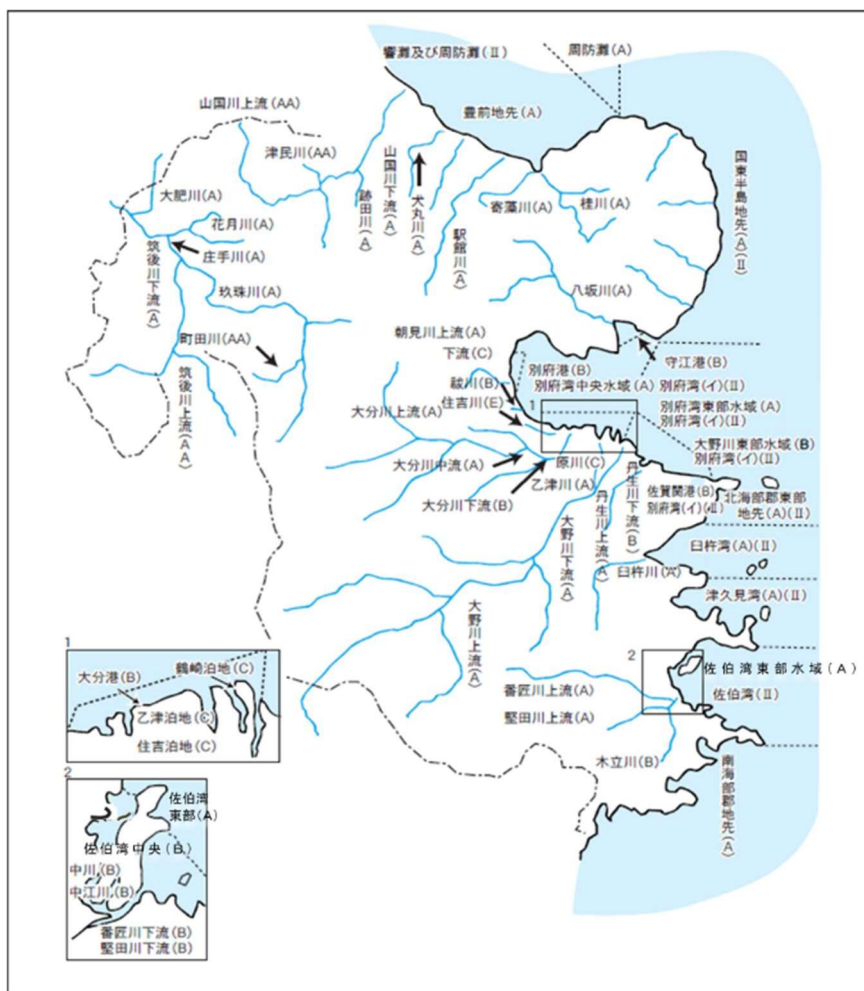 響灘及び周防灘(Ⅱ)
周防灘(A)
豊前地先(A)
国東半島地先(A)(Ⅱ)
山国川上流(AA)
津民川(AA)
山国川下流(A)
跡田川(A)
犬丸川(A)
駅館川(A)
寄藻川(A)
桂川(A)
八坂川(A)
大肥川(A)
花月川(A)
庄手川(A)
筑後川下流(A)
玖珠川(A)
町田川(AA)
筑後川上流(AA)
朝見川上流(A)
下流(C)
別府港(B)
守江港(B)
別府湾中央水域(A) 別府湾(イ)(Ⅱ)
祓川(B)
住吉川(E)
1
別府湾東部水域(A)
別府湾(イ)(Ⅱ)
大分川上流(A)
大分川中流(A)
大分川下流(B)
原川(C)
乙津川(A)
大野川東部水域(B)
別府湾(イ)(Ⅱ)
佐賀関港(B)
別府湾(イ)(Ⅱ)
北海部郡東部
地先(A)(Ⅱ)
丹生川下流(B)
丹生川上流(A)
大野川下流(A)
大野川上流(A)
臼杵湾(A)(Ⅱ)
臼杵川(A)
津久見湾(A)(Ⅱ)
2
佐伯湾東部水域(A)
佐伯湾(Ⅱ)
番匠川上流(A)
堅田川上流(A)
木立川(B)
南海部郡地先(A)
1
大分港(B)
鶴崎泊地(C)
乙津泊地(C)
住吉泊地(C)
2
佐伯湾
東部(A)
佐伯湾中央(B)
中川(B)
中江川(B)
番匠川下流(B)
堅田川下流(B)